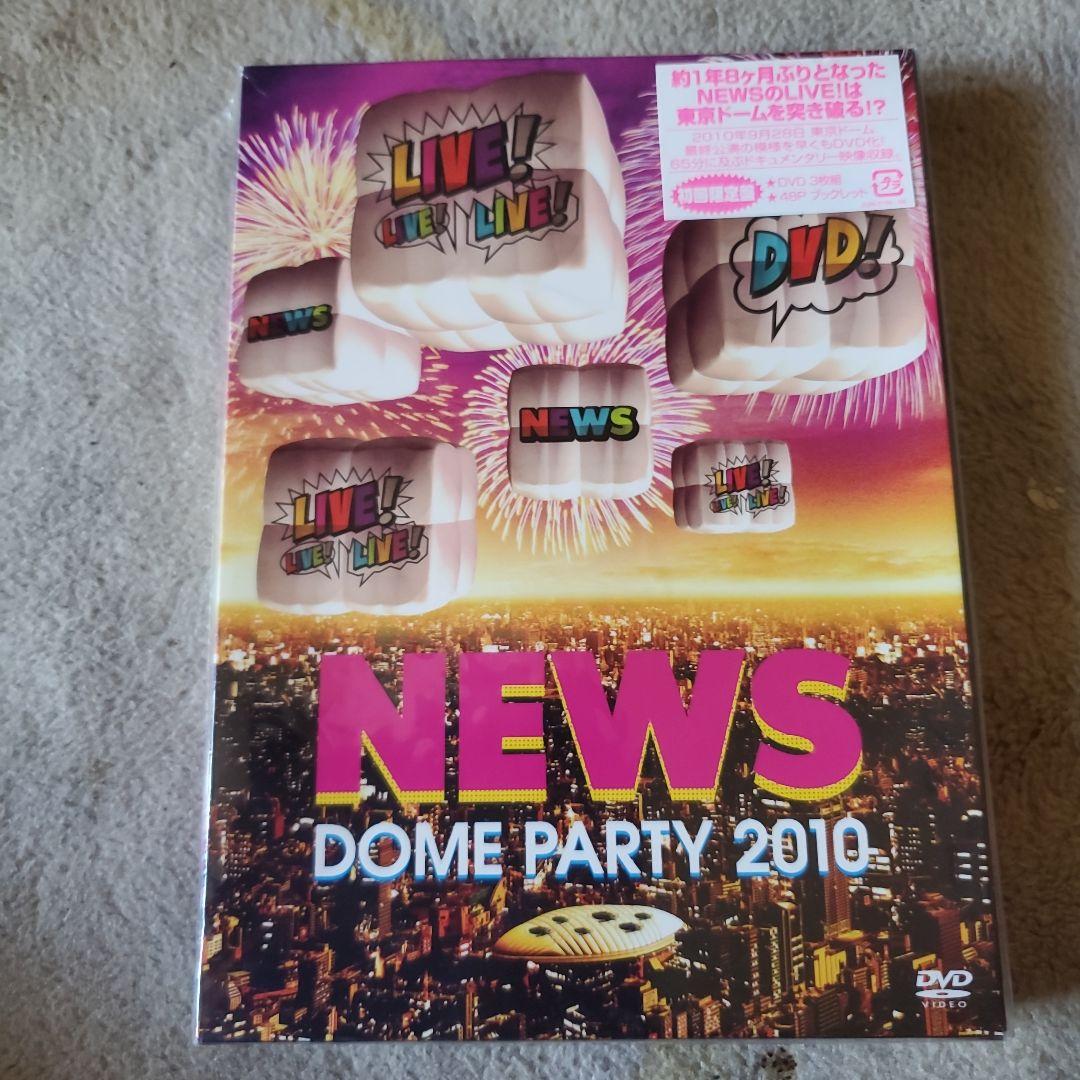 約1年8ヶ月ぶりとなった
NEWSのLIVE!は
東京ドームを突き破る!?
2010年9月28日 東京ドーム
最終公演の模様を早くもDVD化!
65分に及ぶドキュメンタリー映像収録。
初回限定盤
★DVD 3枚組
★48P ブックレット
プラ
LIVE!
LIVE! LIVE!
DVD!
NEWS
NEWS
LIVE!
LIVE! LIVE!
LIVE!
LIVE! LIVE!
NEWS
DOME PARTY 2010
DVD
VIDEO